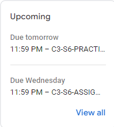 Upcoming
Due tomorrow
11:59 PM – C3-S6-PRACTI...
Due Wednesday
11:59 PM – C3-S6-ASSIG...
View all